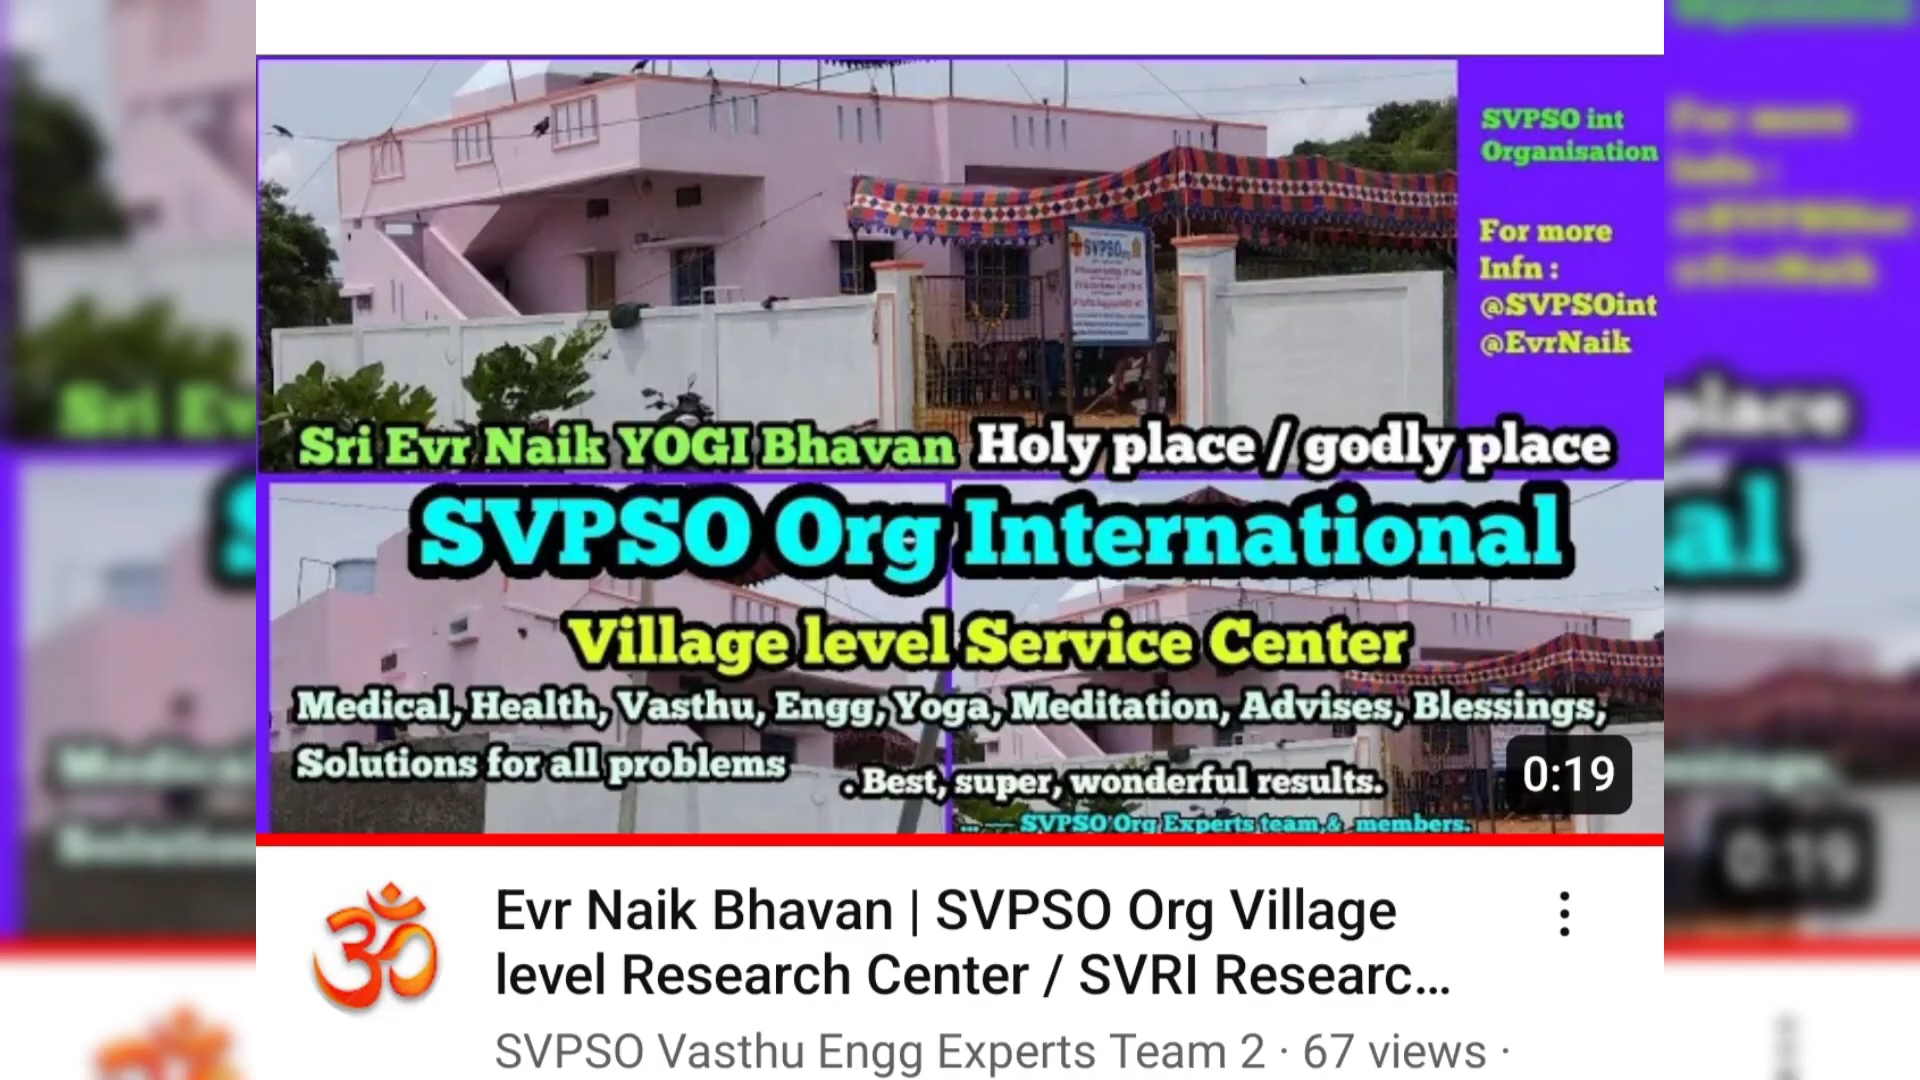 SVPSO int
Organisation
For more
Infn :
@SVPSOint
@EvrNaik
SVPSO
Sri Evr Naik YOGI Bhavan Holy place / godly place
SVPSO Org International
Village level Service Center
Medical, Health, Vasthu, Engg, Yoga, Meditation, Advises, Blessings,
Solutions for all problems
. Best, super, wonderful results.
0:19
... — SVPSO Org Experts team & members.
ॐ
Evr Naik Bhavan | SVPSO Org Village
level Research Center / SVRI Researc...
SVPSO Vasthu Engg Experts Team 2 · 67 views ·